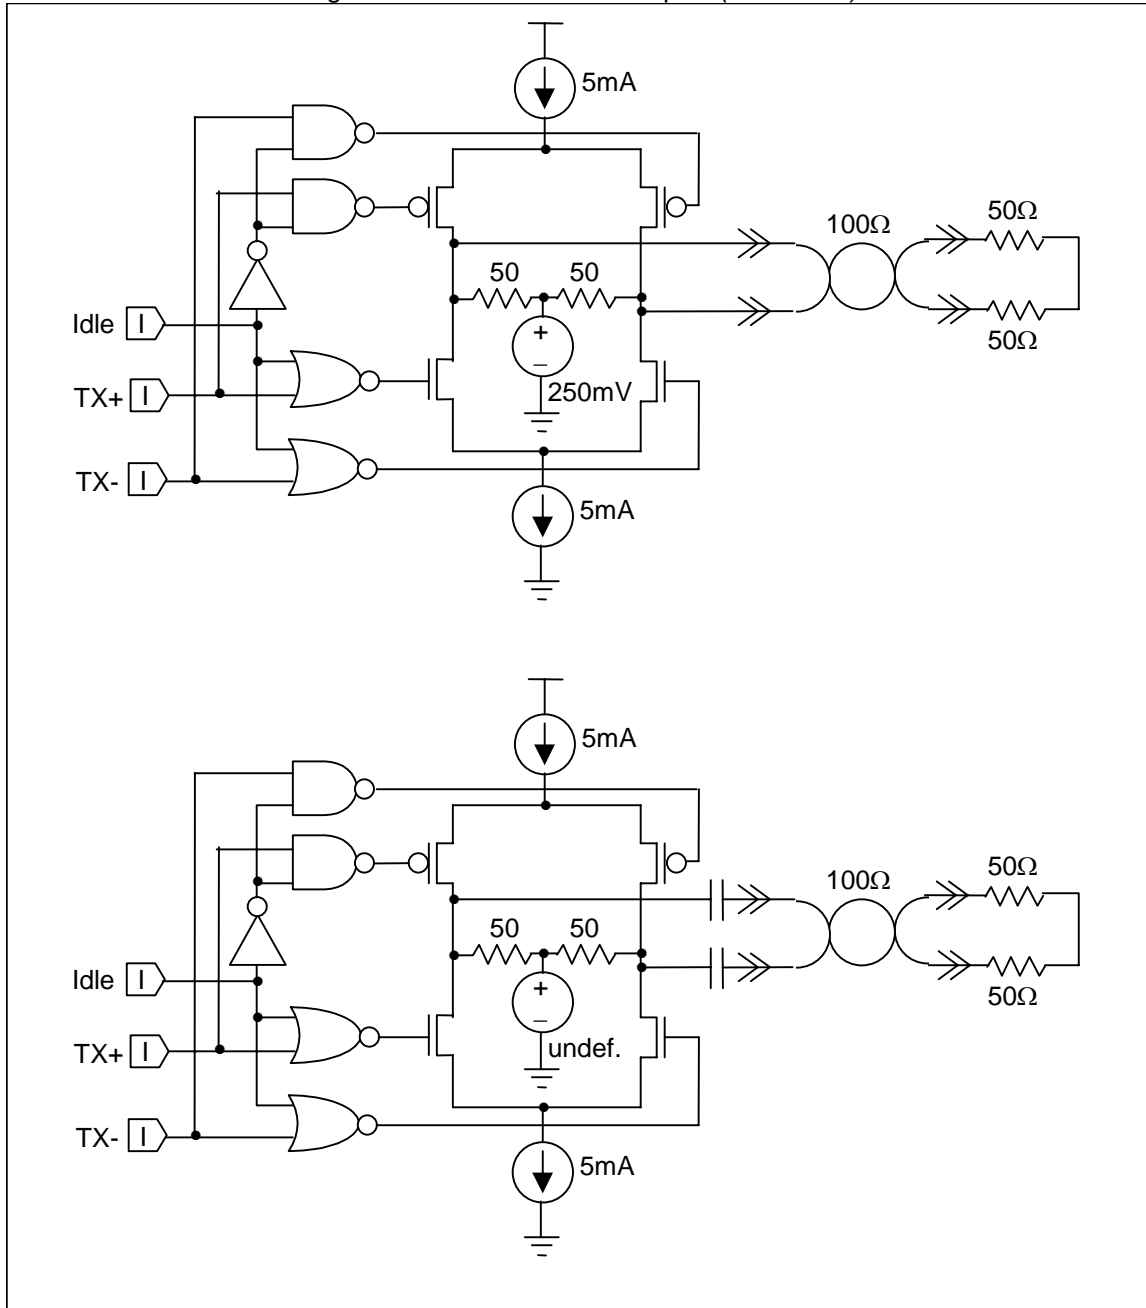 5mA
100Ω
50Ω
50 50
+
–
Idle I
50Ω
TX+ I
250mV
TX- I
5mA
5mA
100Ω
50Ω
50 50
+
–
Idle I
50Ω
TX+ I
undef.
TX- I
5mA